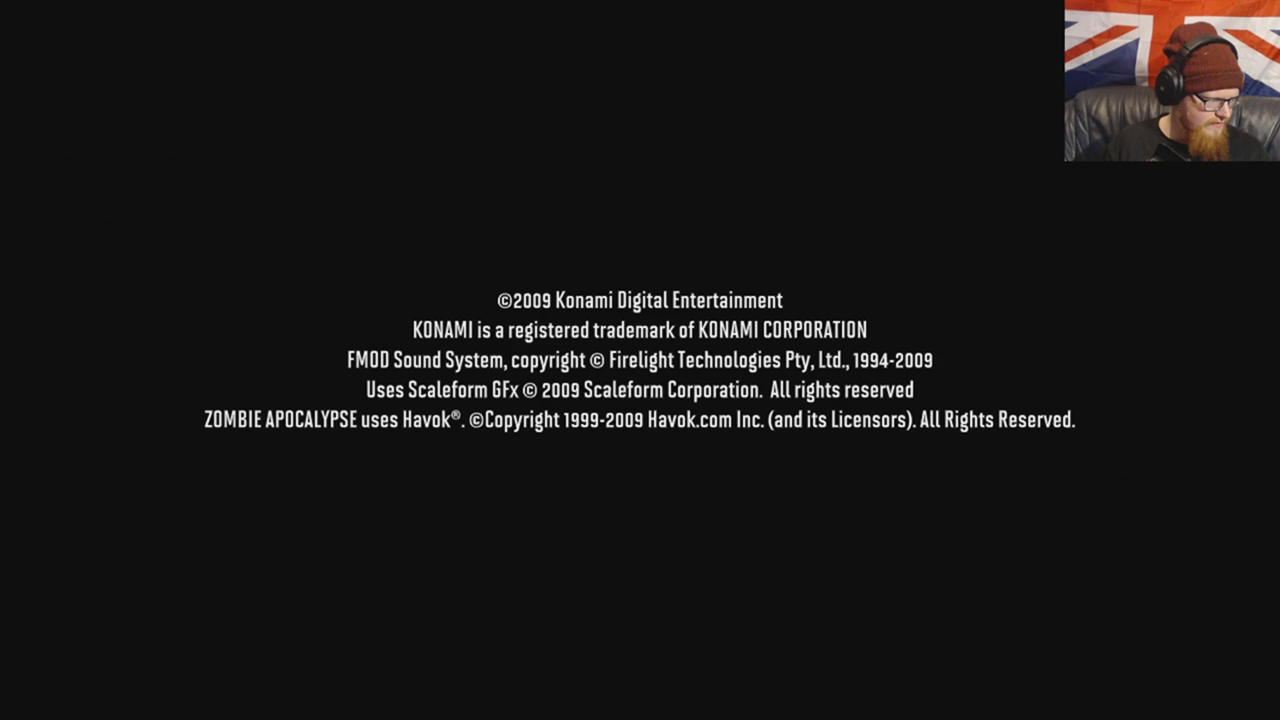 ©2009 Konami Digital Entertainment
KONAMI is a registered trademark of KONAMI CORPORATION
FMOD Sound System, copyright © Firelight Technologies Pty, Ltd., 1994-2009
Uses Scaleform GFx © 2009 Scaleform Corporation.  All rights reserved
ZOMBIE APOCALYPSE uses Havok®. ©Copyright 1999-2009 Havok.com Inc. (and its Licensors). All Rights Reserved.